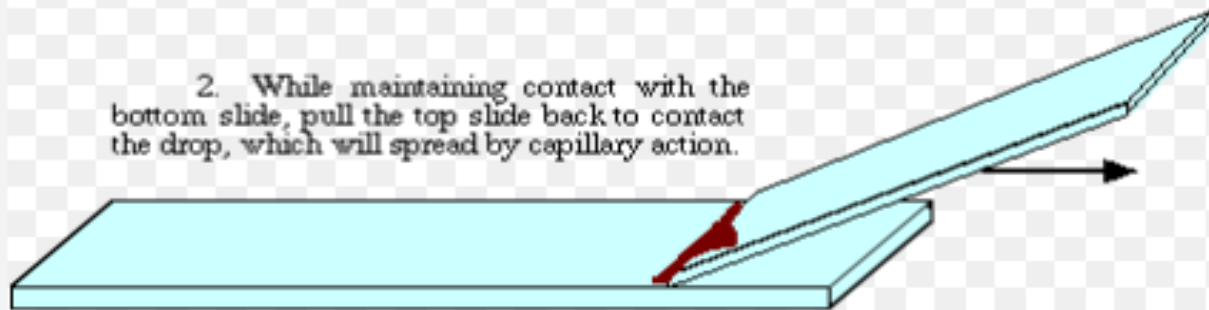 2. While maintaining contact with the
bottom slide, pull the top slide back to contact
the drop, which will spread by capillary action.